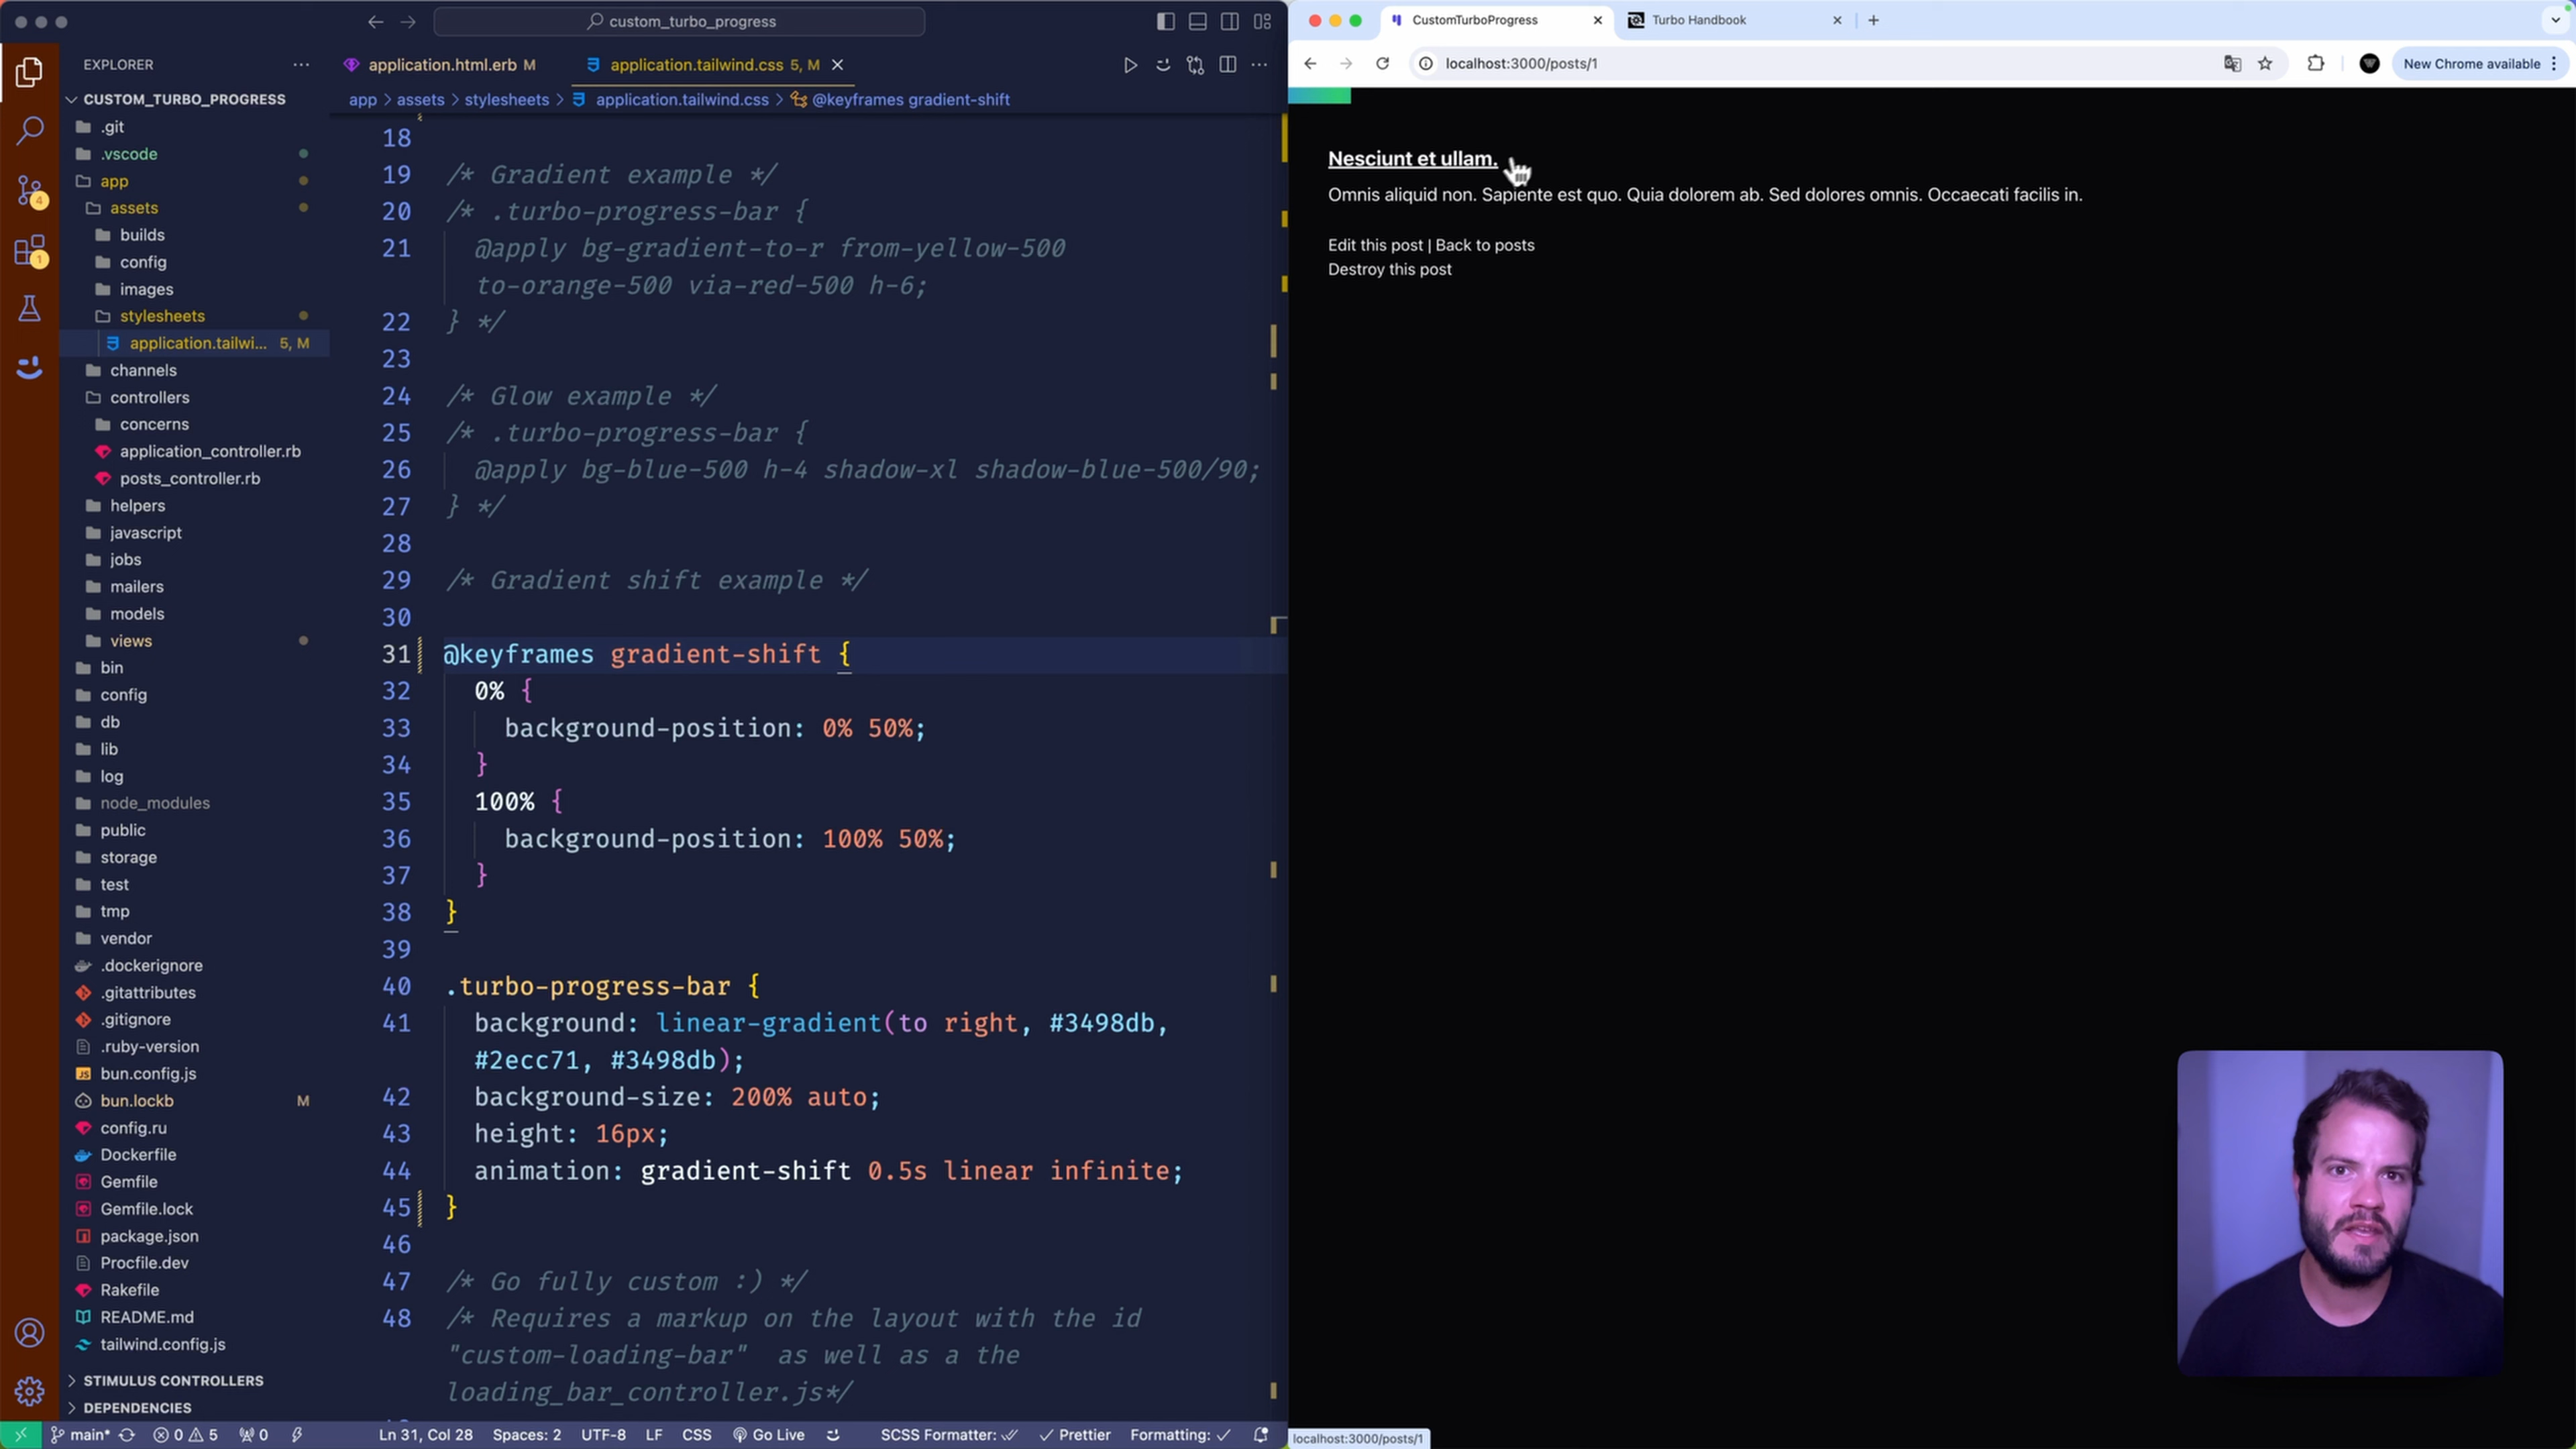 custom_turbo_progress
EXPLORER
CUSTOM_TURBO_PROGRESS
.git
.vscode
app
assets
builds
config
images
stylesheets
application.tailwi... 5, M
channels
controllers
concerns
application_controller.rb
posts_controller.rb
helpers
javascript
jobs
mailers
models
views
bin
config
db
lib
log
node_modules
public
storage
test
tmp
vendor
.dockerignore
.gitattributes
.gitignore
.ruby-version
bun.config.js
bun.lockb M
config.ru
Dockerfile
Gemfile
Gemfile.lock
package.json
Procfile.dev
Rakefile
README.md
tailwind.config.js
STIMULUS CONTROLLERS
DEPENDENCIES
4
1
application.html.erb M
application.tailwind.css 5, M
app > assets > stylesheets > application.tailwind.css > @keyframes gradient-shift
18
19 /* Gradient example */
20 /* .turbo-progress-bar {
21 @apply bg-gradient-to-r from-yellow-500
to-orange-500 via-red-500 h-6;
22 } */
23
24 /* Glow example */
25 /* .turbo-progress-bar {
26 @apply bg-blue-500 h-4 shadow-xl shadow-blue-500/90;
27 } */
28
29 /* Gradient shift example */
30
31 @keyframes gradient-shift {
32 0% {
33 background-position: 0% 50%;
34 }
35 100% {
36 background-position: 100% 50%;
37 }
38 }
39
40 .turbo-progress-bar {
41 background: linear-gradient(to right, #3498db,
#2ecc71, #3498db);
42 background-size: 200% auto;
43 height: 16px;
44 animation: gradient-shift 0.5s linear infinite;
45 }
46
47 /* Go fully custom :) */
48 /* Requires a markup on the layout with the id
"custom-loading-bar"  as well as a the
loading_bar_controller.js*/
main* 0 5 0 Ln 31, Col 28 Spaces: 2 UTF-8 LF CSS Go Live SCSS Formatter: Prettier Formatting:
CustomTurboProgress
Turbo Handbook
localhost:3000/posts/1
New Chrome available
Nesciunt et ullam.
Omnis aliquid non. Sapiente est quo. Quia dolorem ab. Sed dolores omnis. Occaecati facilis in.
Edit this post | Back to posts
Destroy this post
localhost:3000/posts/1